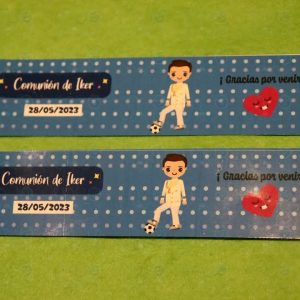 Comunión de Iker
28/05/2023
¡ Gracias por venir
Comunión de Iker
28/05/2023
¡ Gracias por venir